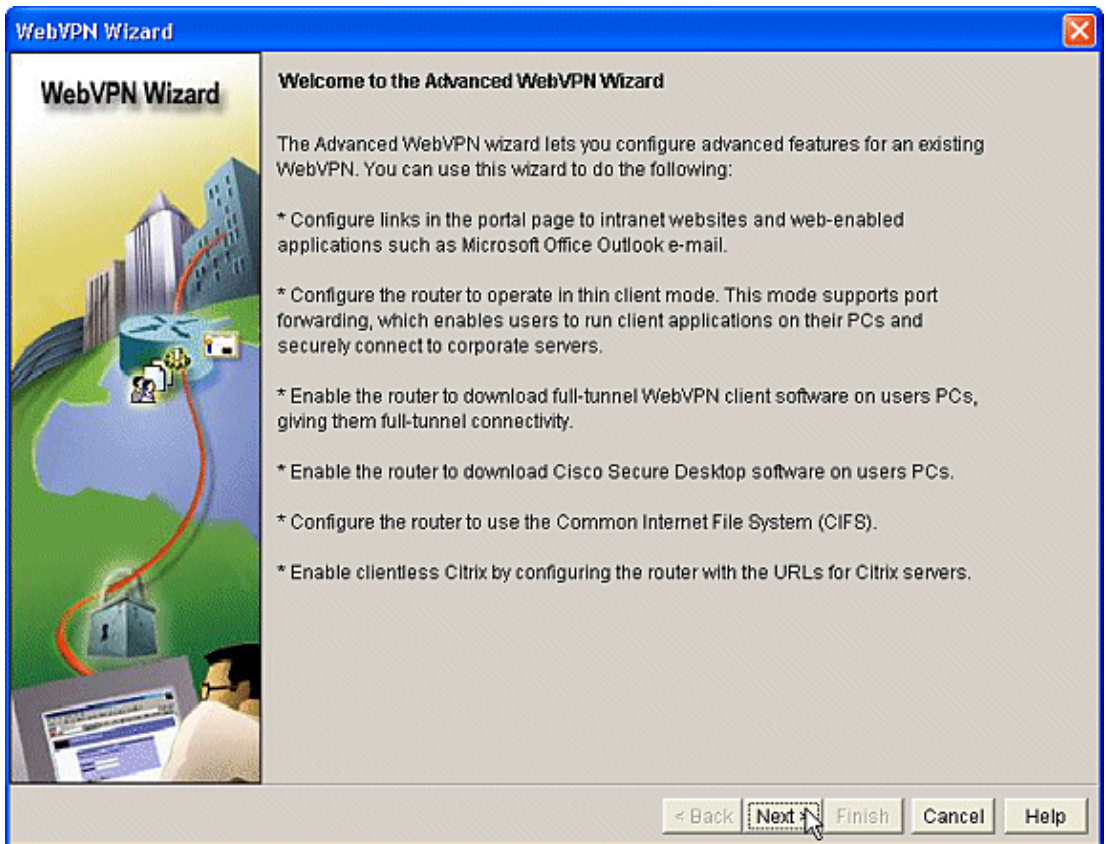 WebVPN Wizard
WebVPN Wizard
Welcome to the Advanced WebVPN Wizard
The Advanced WebVPN wizard lets you configure advanced features for an existing
WebVPN. You can use this wizard to do the following:
* Configure links in the portal page to intranet websites and web-enabled
applications such as Microsoft Office Outlook e-mail.
* Configure the router to operate in thin client mode. This mode supports port
forwarding, which enables users to run client applications on their PCs and
securely connect to corporate servers.
* Enable the router to download full-tunnel WebVPN client software on users PCs,
giving them full-tunnel connectivity.
* Enable the router to download Cisco Secure Desktop software on users PCs.
* Configure the router to use the Common Internet File System (CIFS).
* Enable clientless Citrix by configuring the router with the URLs for Citrix servers.
< Back Next > Finish Cancel Help